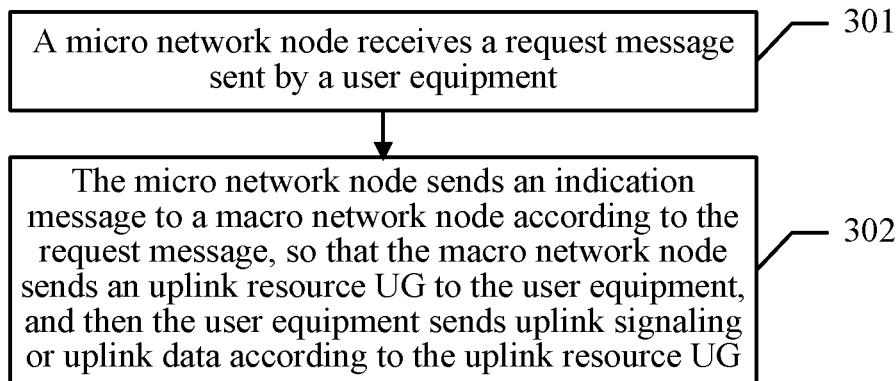 A micro network node receives a request message
sent by a user equipment
301
The micro network node sends an indication
message to a macro network node according to the
request message, so that the macro network node
sends an uplink resource UG to the user equipment,
and then the user equipment sends uplink signaling
or uplink data according to the uplink resource UG
302